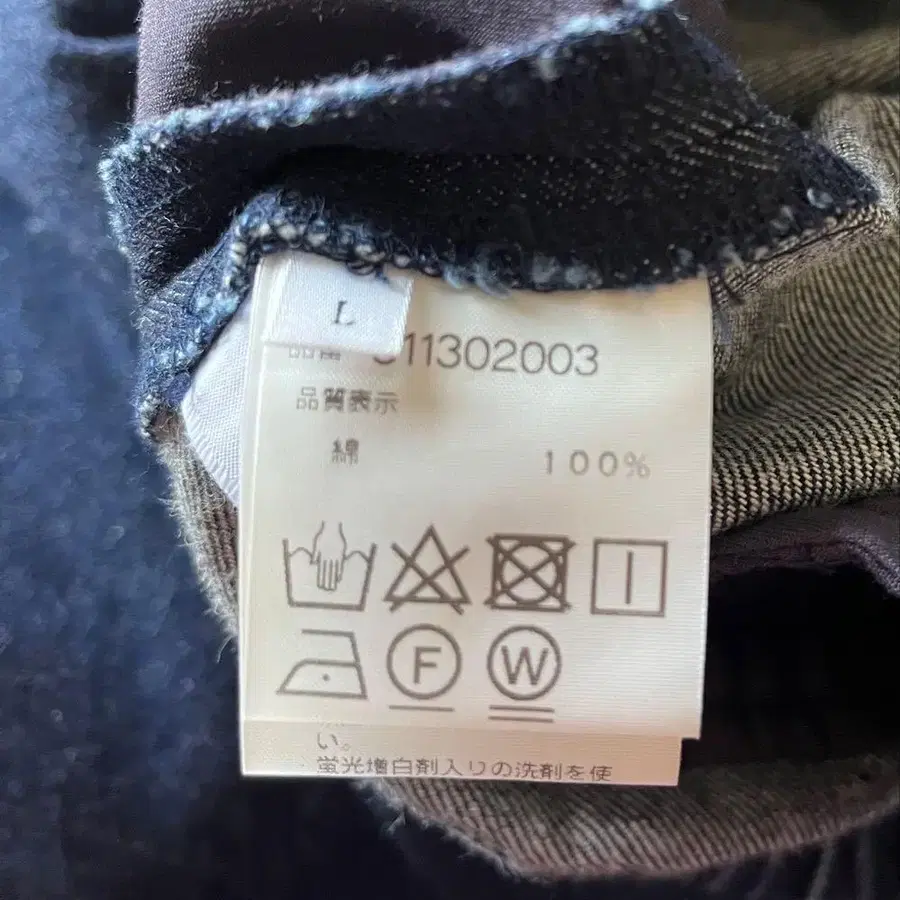 L
11302003
品質表示
綿 100%
F
W
い。
蛍光増白剤入りの洗剤を使